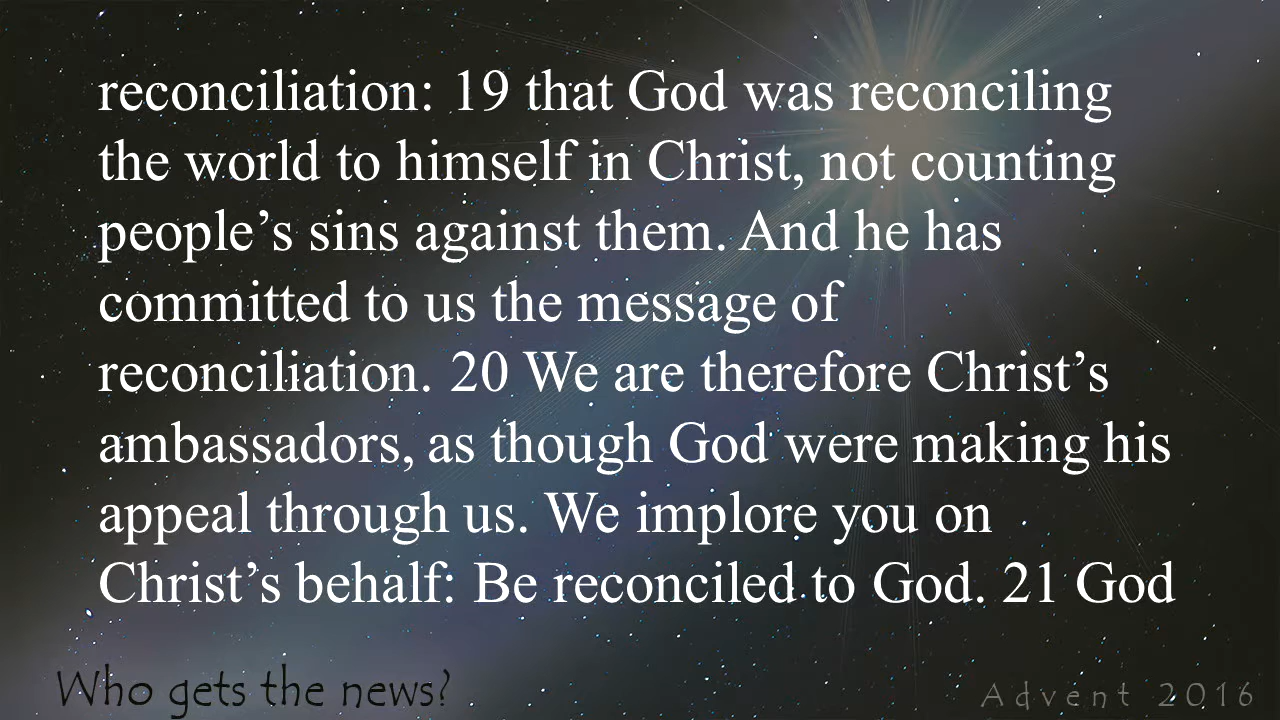 reconciliation: 19 that God was reconciling
the world to himself in Christ, not counting
people’s sins against them. And he has
committed to us the message of
reconciliation. 20 We are therefore Christ’s
ambassadors, as though God were making his
appeal through us. We implore you on
Christ’s behalf: Be reconciled to God. 21 God
Who gets the news?
Advent 2016